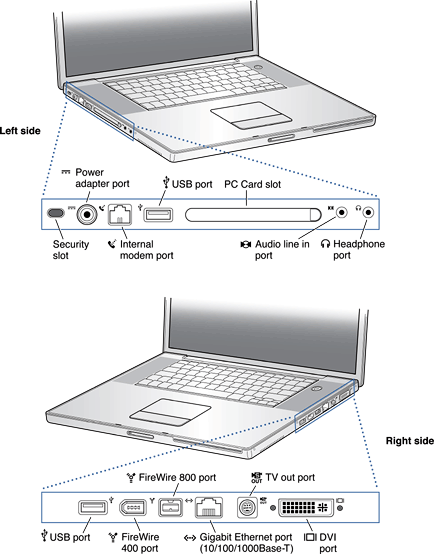 Left side
Power
adapter port
USB port
PC Card slot
Security
slot
Internal
modem port
Audio line in
port
Headphone
port
Right side
FireWire 800 port
TV out port
OUT
OUT
USB port
FireWire
400 port
Gigabit Ethernet port
(10/100/1000Base-T)
DVI
port